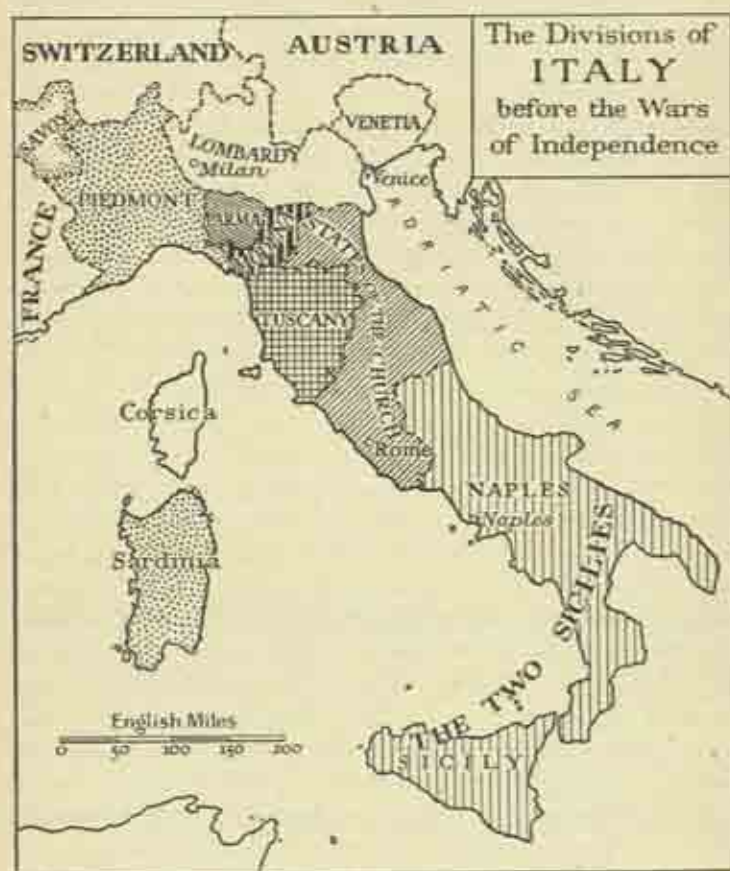 The Divisions of
ITALY
before the Wars
of Independence
SWITZERLAND
AUSTRIA
SAVOY
LOMBARDY
Milan
VENETIA
Venice
PIEDMONT
PARMA
FRANCE
STATES OF THE CHURCH
TUSCANY
ADRIATIC SEA
Corsica
Rome
NAPLES
Naples
Sardinia
THE TWO SICILIES
SICILY
English Miles
0 50 100 150 200